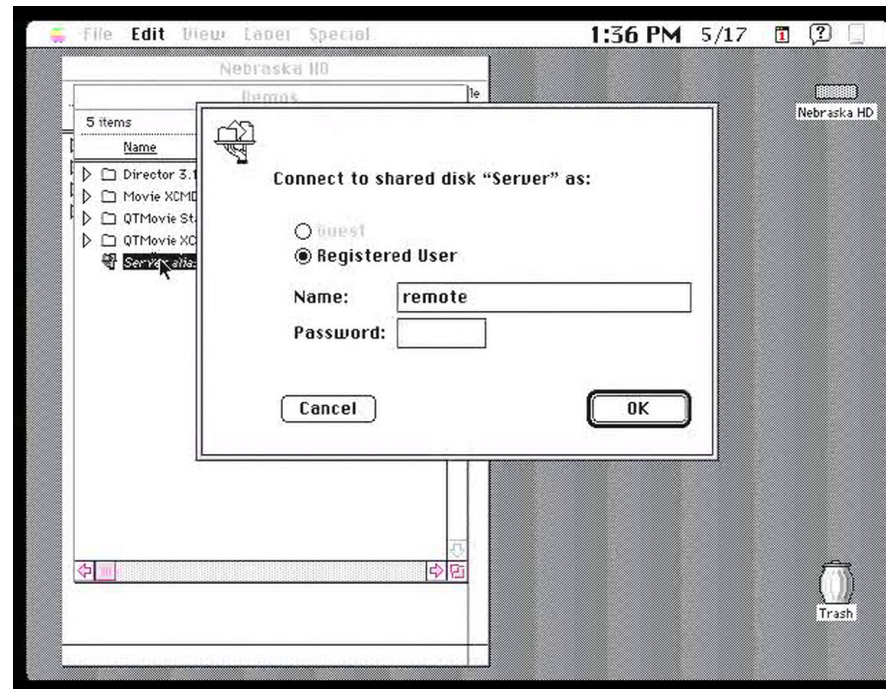 File Edit View Label Special 1:36 PM 5/17
Nebraska HD
Demos
5 items
Name
Director 3.1
Movie XCMD
QTMovie St
QTMovie XC
Server alias
Connect to shared disk “Server” as:
Guest
Registered User
Name: remote
Password:
Cancel OK
Nebraska HD
Trash